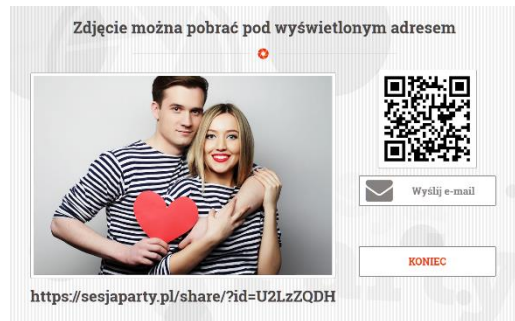 Zdjęcie można pobrać pod wyświetlonym adresem
Wyślij e-mail
KONIEC
https://sesjaparty.pl/share/?id=U2LzZQDH